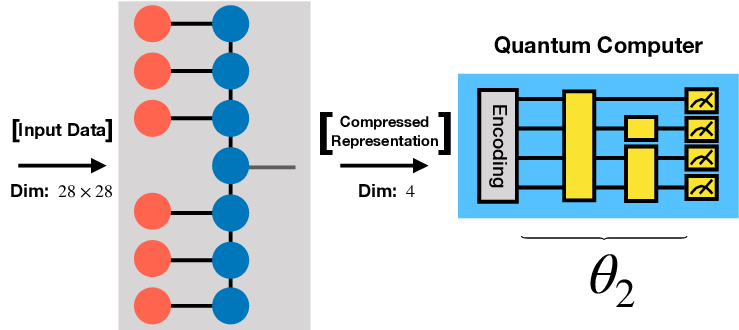 Quantum Computer
[Input Data]
Dim: 28 × 28
[Compressed
Representation]
Dim: 4
Encoding
θ₂